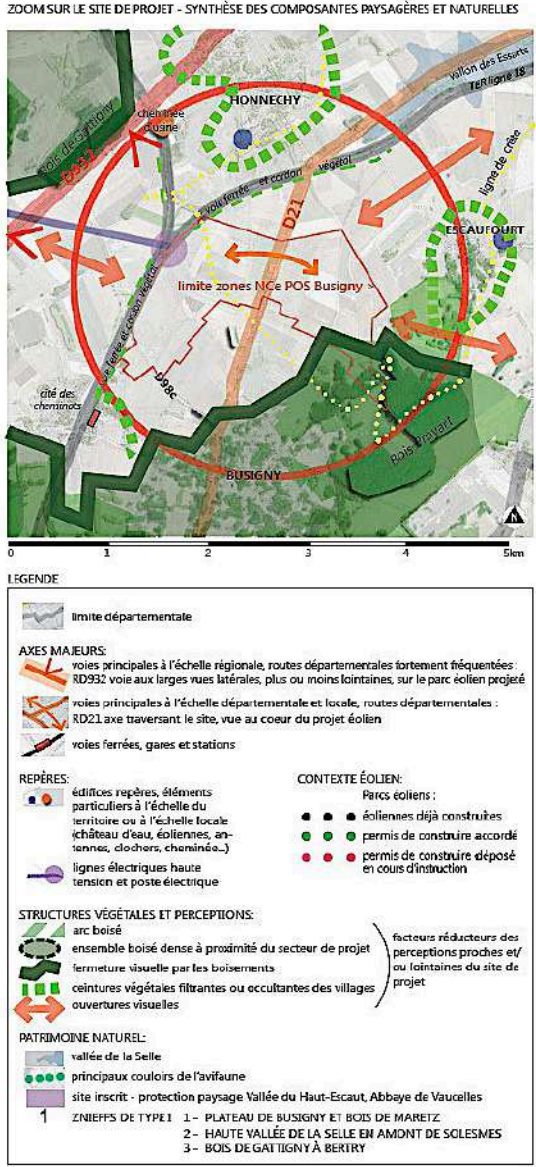 ZOOM SUR LE SITE DE PROJET - SYNTHÈSE DES COMPOSANTES PAYSAGÈRES ET NATURELLES
vallon des Essarts
TER ligne 18
HONNECHY
Bois de Gattigny
cheminée
d'usine
D932
voie ferrée et cordon végétal
ligne de crête
D21
ESCAUFOURT
limite zones NCe POS Busigny >
voie ferrée et cordon végétal
D98c
cité des
cheminots
BUSIGNY
N
0 1 2 3 4 5km
LEGENDE
limite départementale
AXES MAJEURS:
voies principales à l'échelle régionale, routes départementales fortement fréquentées :
RD932 voie aux larges vues latérales, plus ou moins lointaines, sur le parc éolien projeté
voies principales à l'échelle départementale et locale, routes départementales :
RD21 axe traversant le site, vue au coeur du projet éolien
voies ferrées, gares et stations
REPÈRES:
édifices repères, éléments
particuliers à l'échelle du
territoire ou à l'échelle locale
(château d'eau, éoliennes, an-
tennes, clochers, cheminée...)
lignes électriques haute
tension et poste électrique
CONTEXTE ÉOLIEN:
Parcs éoliens :
éoliennes déjà construites
permis de construire accordé
permis de construire déposé
en cours d'instruction
STRUCTURES VÉGÉTALES ET PERCEPTIONS:
arc boisé
ensemble boisé dense à proximité du secteur de projet
fermeture visuelle par les boisements
ceintures végétales filtrantes ou occultantes des villages
ouvertures visuelles
facteurs réducteurs des
perceptions proches et/
ou lointaines du site de
projet
PATRIMOINE NATUREL:
vallée de la Selle
principaux couloirs de l'avifaune
site inscrit - protection paysage Vallée du Haut-Escaut, Abbaye de Vaucelles
1 ZNIEFFS DE TYPE I 1 - PLATEAU DE BUSIGNY ET BOIS DE MARETZ
2 - HAUTE VALLÉE DE LA SELLE EN AMONT DE SOLESMES
3 - BOIS DE GATTIGNY À BERTRY